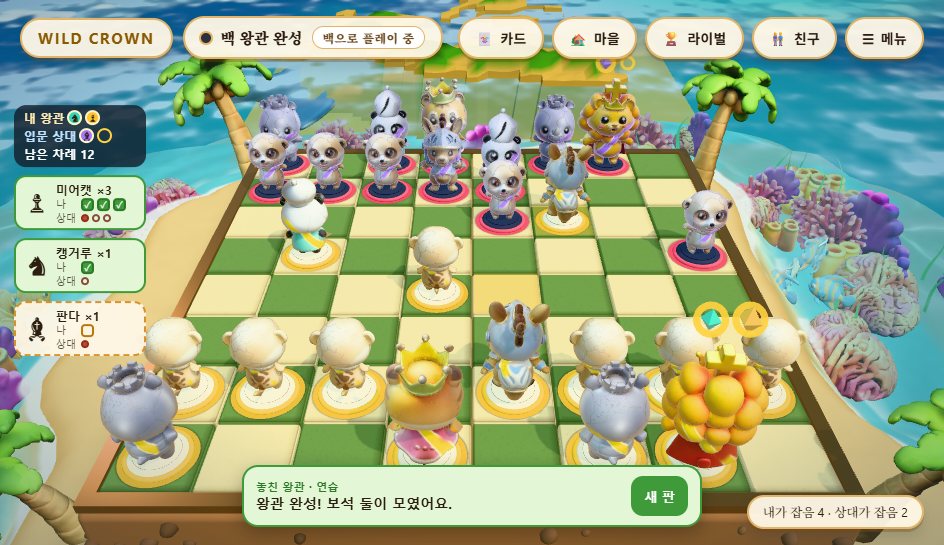 WILD CROWN
백 왕관 완성
백으로 플레이 중
카드
마을
라이벌
친구
메뉴
내 왕관
입문 상대
남은 차례 12
미어캣 ×3
나
상대
캥거루 ×1
나
상대
판다 ×1
나
상대
놓친 왕관 · 연습
왕관 완성! 보석 둘이 모였어요.
새 판
내가 잡음 4 · 상대가 잡음 2